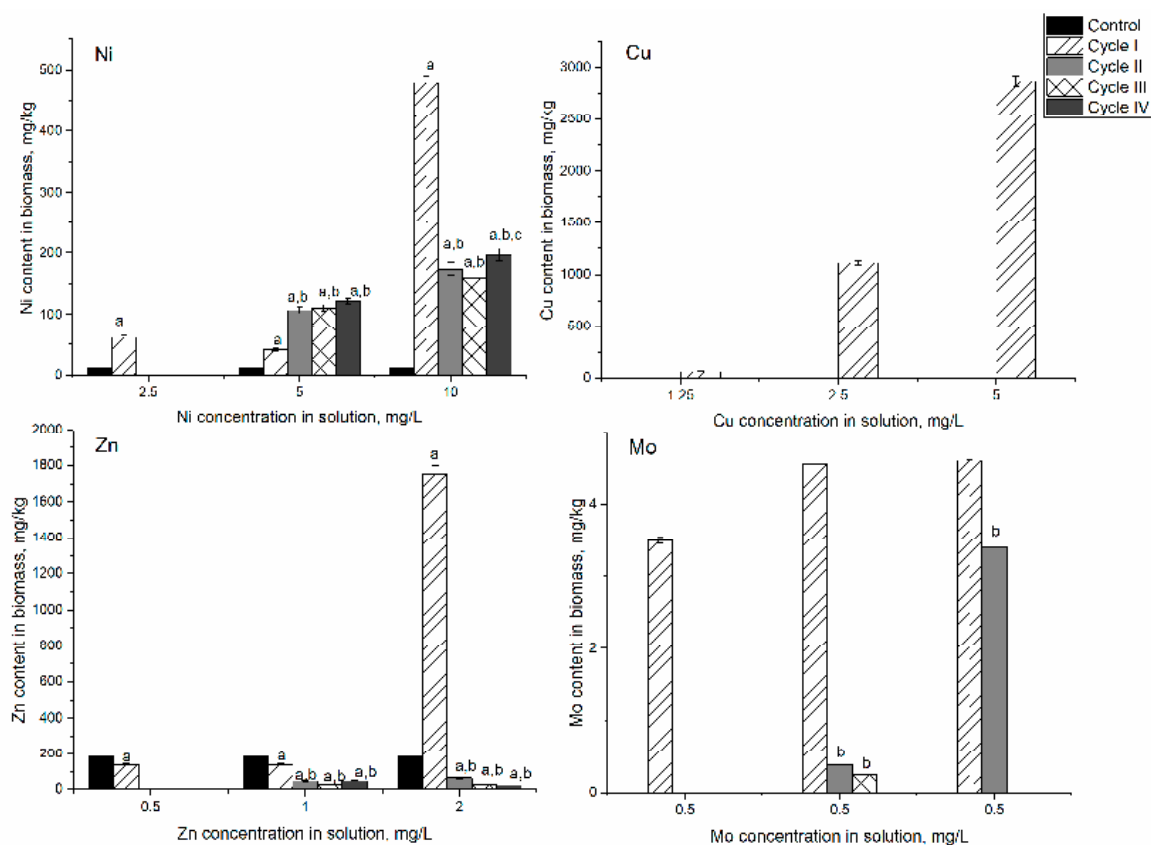 Control
Cycle I
Cycle II
Cycle III
Cycle IV
Ni
Ni content in biomass, mg/kg
500
400
300
200
100
0
a
a
a,b
a,b
a,b
a
a,b
a,b
a.b,c
2.5
5
10
Ni concentration in solution, mg/L
Cu
Cu content in biomass, mg/kg
3000
2500
2000
1500
1000
500
0
1.25
2.5
5
Cu concentration in solution, mg/L
Zn
Zn content in biomass, mg/kg
2000
1800
1600
1400
1200
1000
800
600
400
200
0
a
a
a,b
a,b
a,b
a
a,b
a,b
a,b
0.5
1
2
Zn concentration in solution, mg/L
Mo
Mo content in biomass, mg/kg
4
2
0
b
b
b
0.5
0.5
0.5
Mo concentration in solution, mg/L